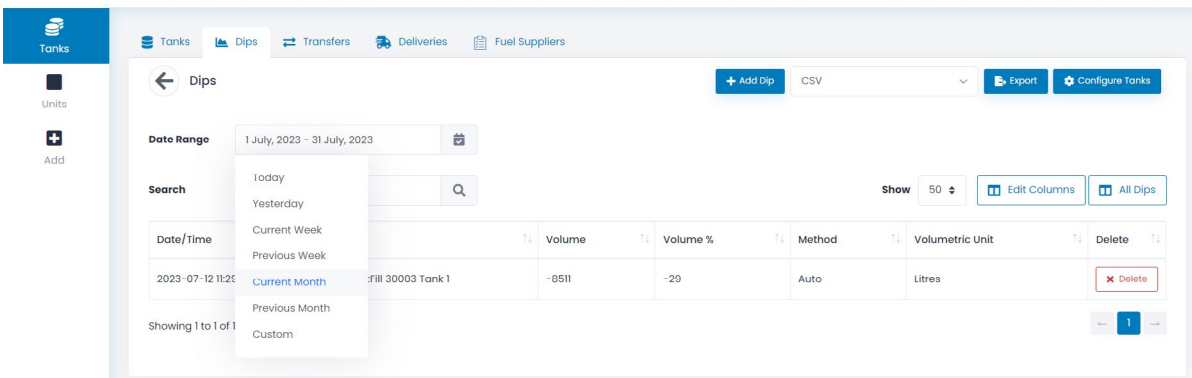 Tanks
Units
Add
Tanks Dips Transfers Deliveries Fuel Suppliers
Dips + Add Dip CSV Export Configure Tanks
Date Range 1 July, 2023 - 31 July, 2023
Today
Yesterday
Current Week
Previous Week
Current Month
Previous Month
Custom
Search Show 50 Edit Columns All Dips
Date/Time Volume Volume % Method Volumetric Unit Delete
2023-07-12 11:29 Fill 30003 Tank 1 -8511 -29 Auto Litres × Delete
Showing 1 to 1 of 1 ← 1 →